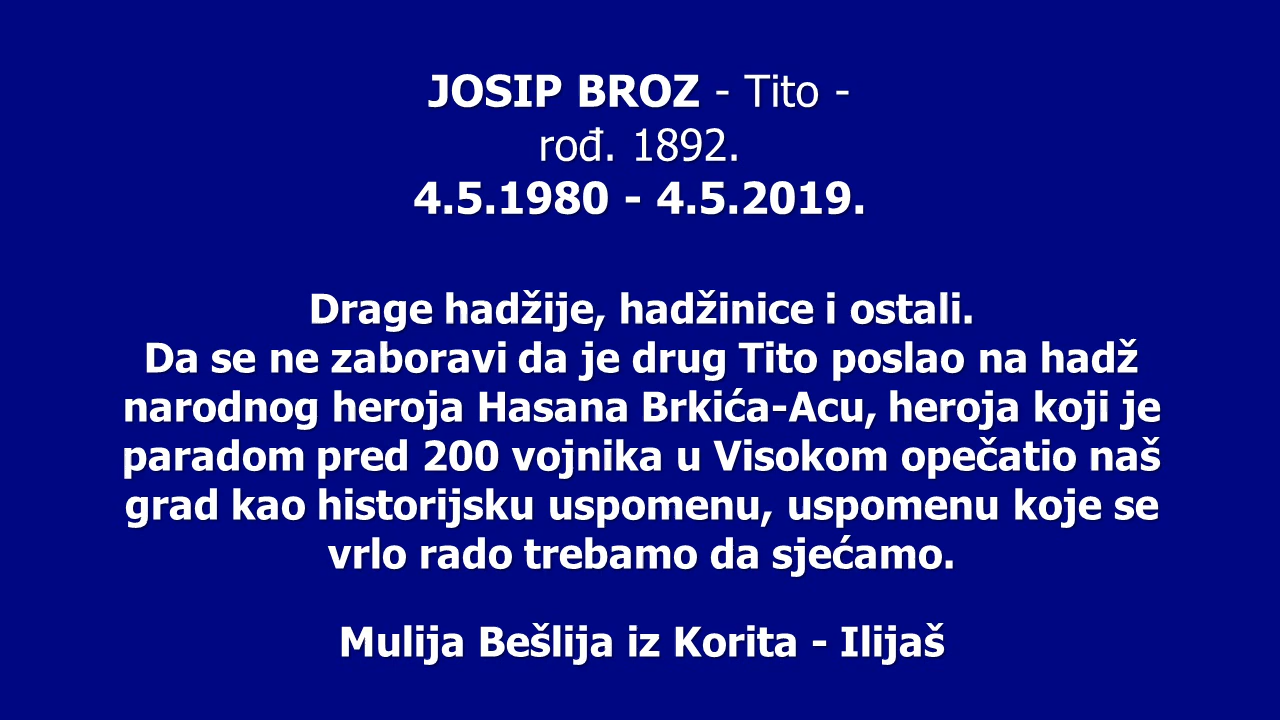 JOSIP BROZ - Tito -
rođ. 1892.
4.5.1980 - 4.5.2019.
Drage hadžije, hadžinice i ostali.
Da se ne zaboravi da je drug Tito poslao na hadž
narodnog heroja Hasana Brkića-Acu, heroja koji je
paradom pred 200 vojnika u Visokom opečatio naš
grad kao historijsku uspomenu, uspomenu koje se
vrlo rado trebamo da sjećamo.
Mulija Bešlija iz Korita - Ilijaš